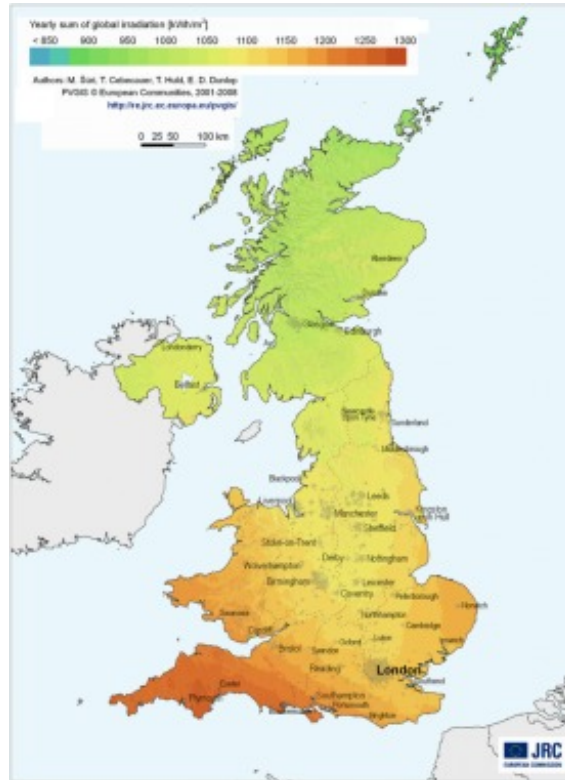 Yearly sum of global irradiation [kWh/m²]
< 850 900 950 1000 1050 1100 1150 1200 1250 1300
Authors: M. Šúri, T. Cebecauer, T. Huld, E. D. Dunlop
PVGIS © European Communities, 2001-2008
http://re.jrc.ec.europa.eu/pvgis/
0 25 50 100 km
Aberdeen
Dundee
Glasgow
Edinburgh
Londonderry
Belfast
Newcastle
Upon Tyne
Sunderland
Middlesbrough
Blackpool
Leeds
Kingston
upon Hull
Liverpool
Manchester
Sheffield
Stoke-on-Trent
Derby
Nottingham
Wolverhampton
Norwich
Birmingham
Leicester
Peterborough
Coventry
Northampton
Cambridge
Swansea
Cardiff
Oxford
Luton
Ipswich
Bristol
Swindon
Reading
London
Southend
Exeter
Southampton
Plymouth
Portsmouth
Brighton
JRC
EUROPEAN COMMISSION